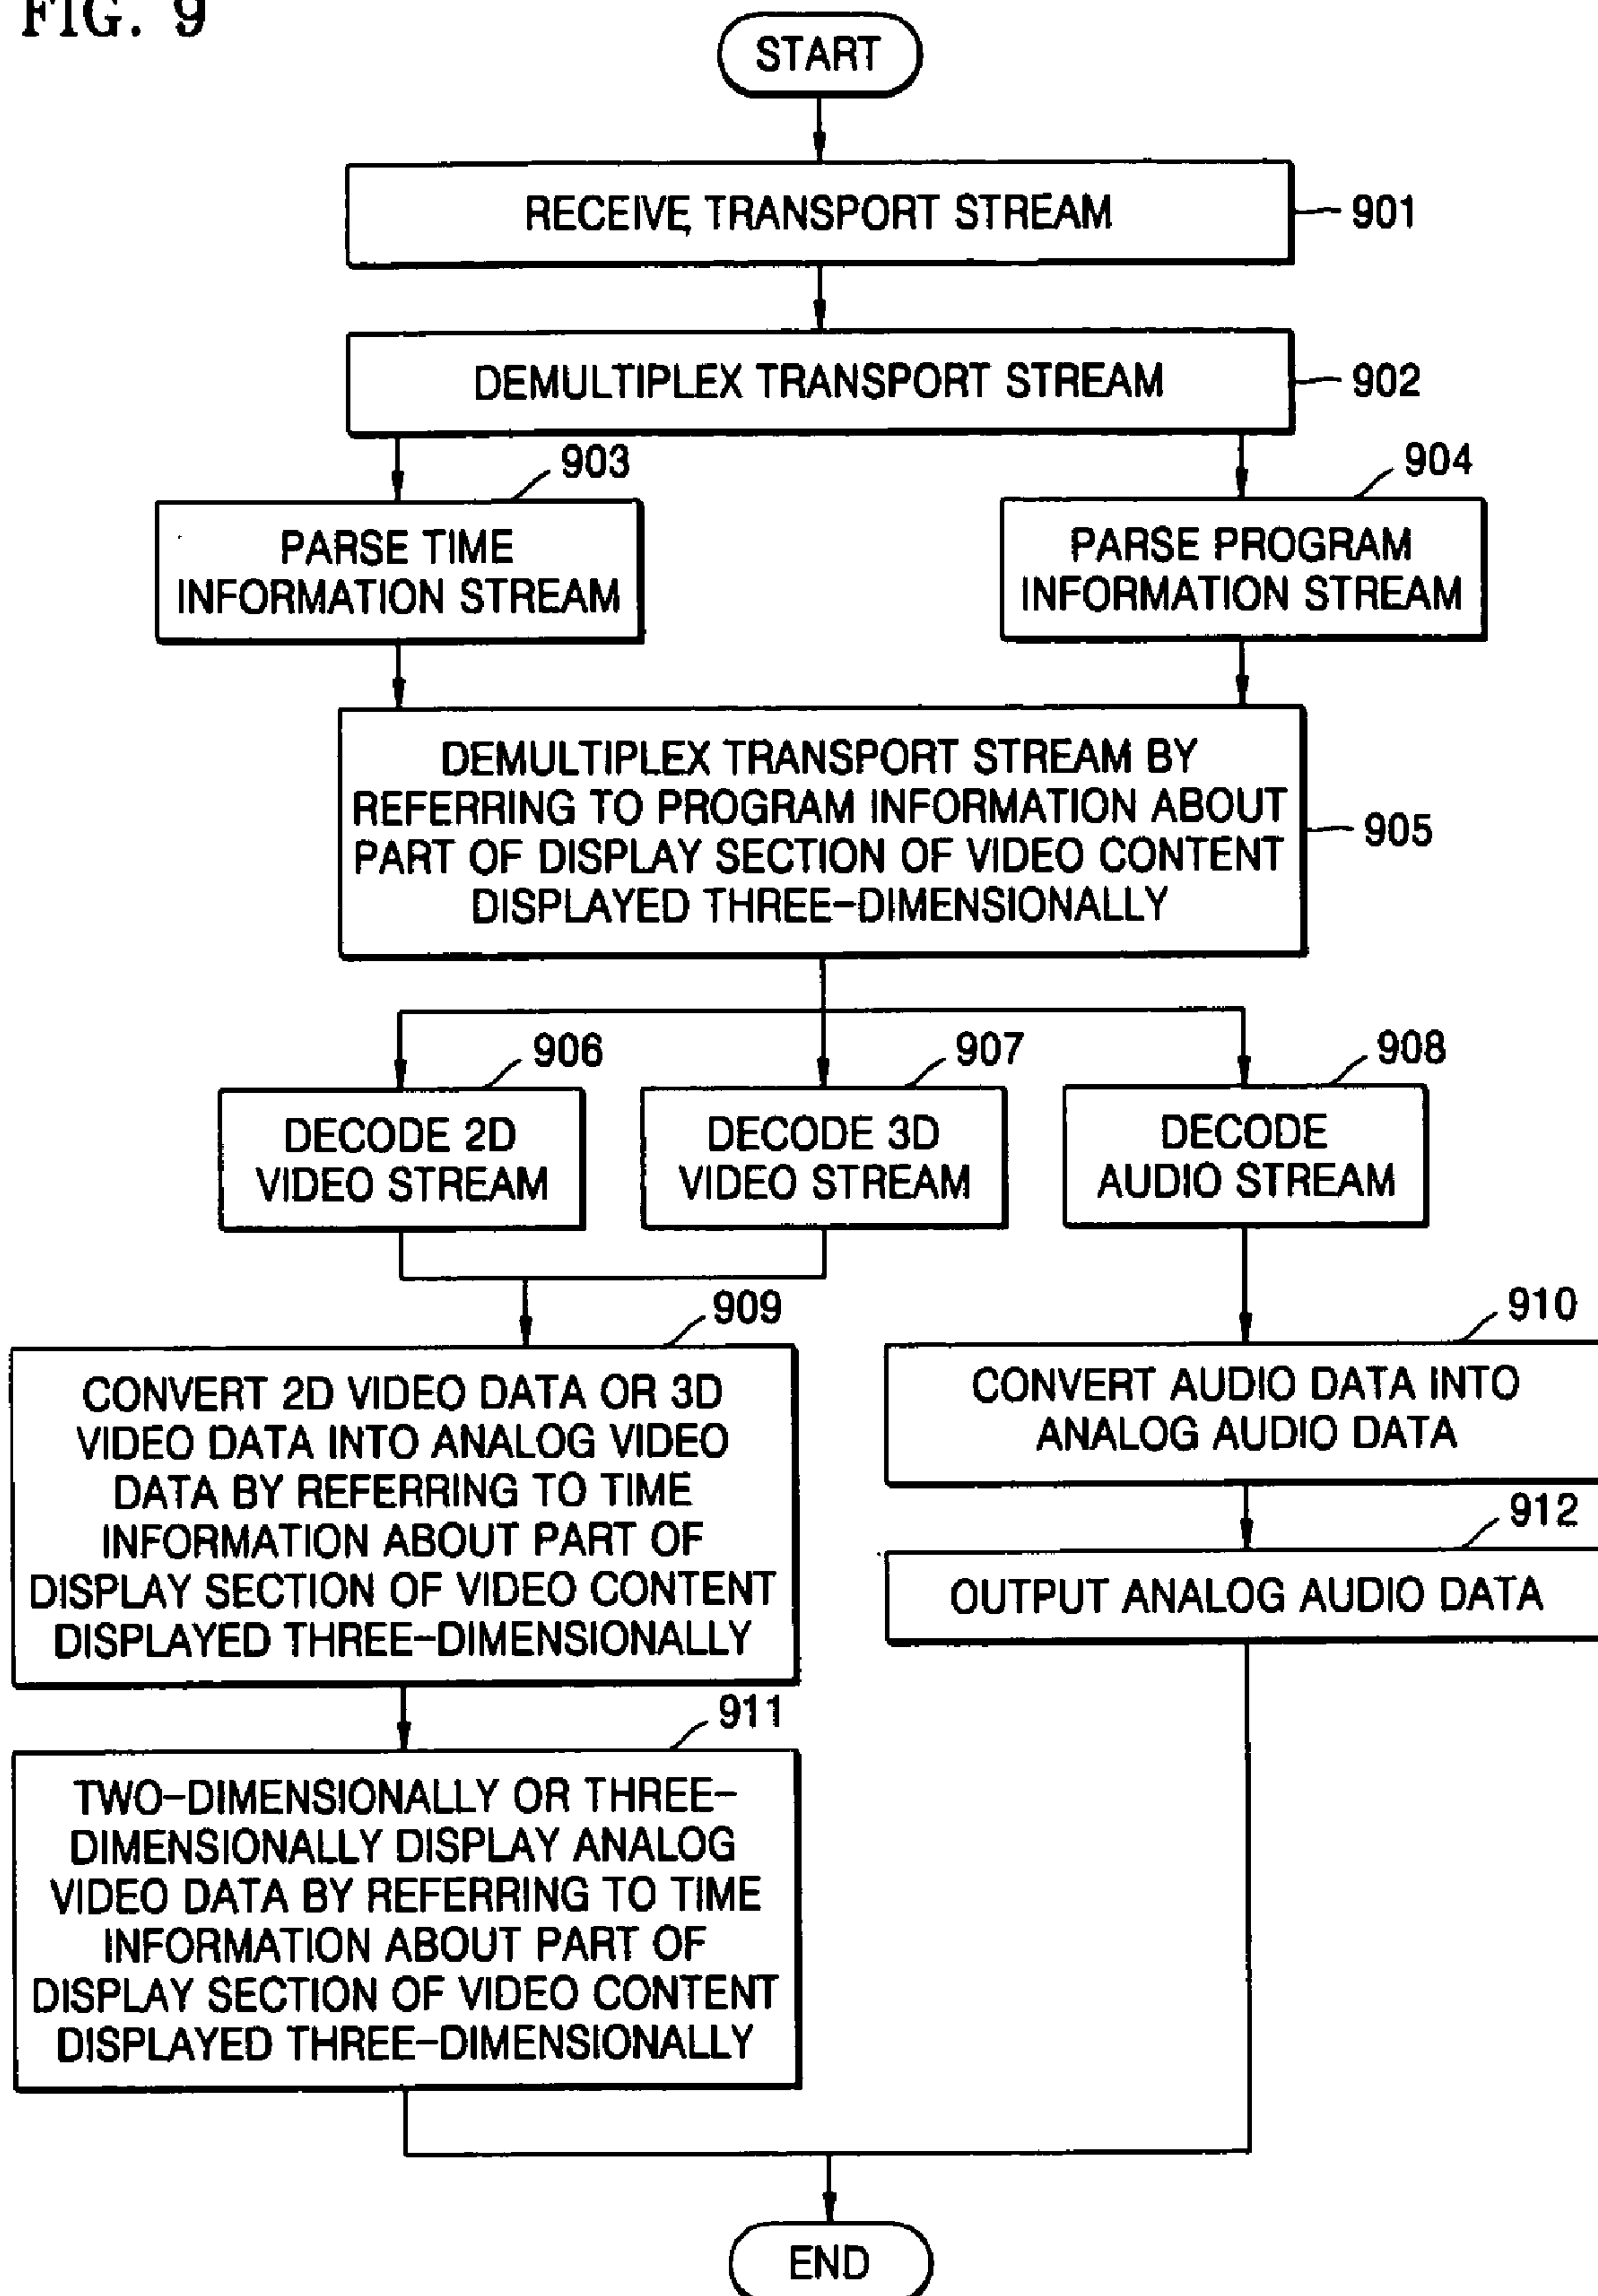 FIG. 9
START
RECEIVE TRANSPORT STREAM
901
DEMULTIPLEX TRANSPORT STREAM
902
903
904
PARSE TIME
INFORMATION STREAM
PARSE PROGRAM
INFORMATION STREAM
DEMULTIPLEX TRANSPORT STREAM BY
REFERRING TO PROGRAM INFORMATION ABOUT
PART OF DISPLAY SECTION OF VIDEO CONTENT
DISPLAYED THREE-DIMENSIONALLY
905
906
907
908
DECODE 2D
VIDEO STREAM
DECODE 3D
VIDEO STREAM
DECODE
AUDIO STREAM
909
CONVERT 2D VIDEO DATA OR 3D
VIDEO DATA INTO ANALOG VIDEO
DATA BY REFERRING TO TIME
INFORMATION ABOUT PART OF
DISPLAY SECTION OF VIDEO CONTENT
DISPLAYED THREE-DIMENSIONALLY
910
CONVERT AUDIO DATA INTO
ANALOG AUDIO DATA
912
OUTPUT ANALOG AUDIO DATA
911
TWO-DIMENSIONALLY OR THREE-
DIMENSIONALLY DISPLAY ANALOG
VIDEO DATA BY REFERRING TO TIME
INFORMATION ABOUT PART OF
DISPLAY SECTION OF VIDEO CONTENT
DISPLAYED THREE-DIMENSIONALLY
END